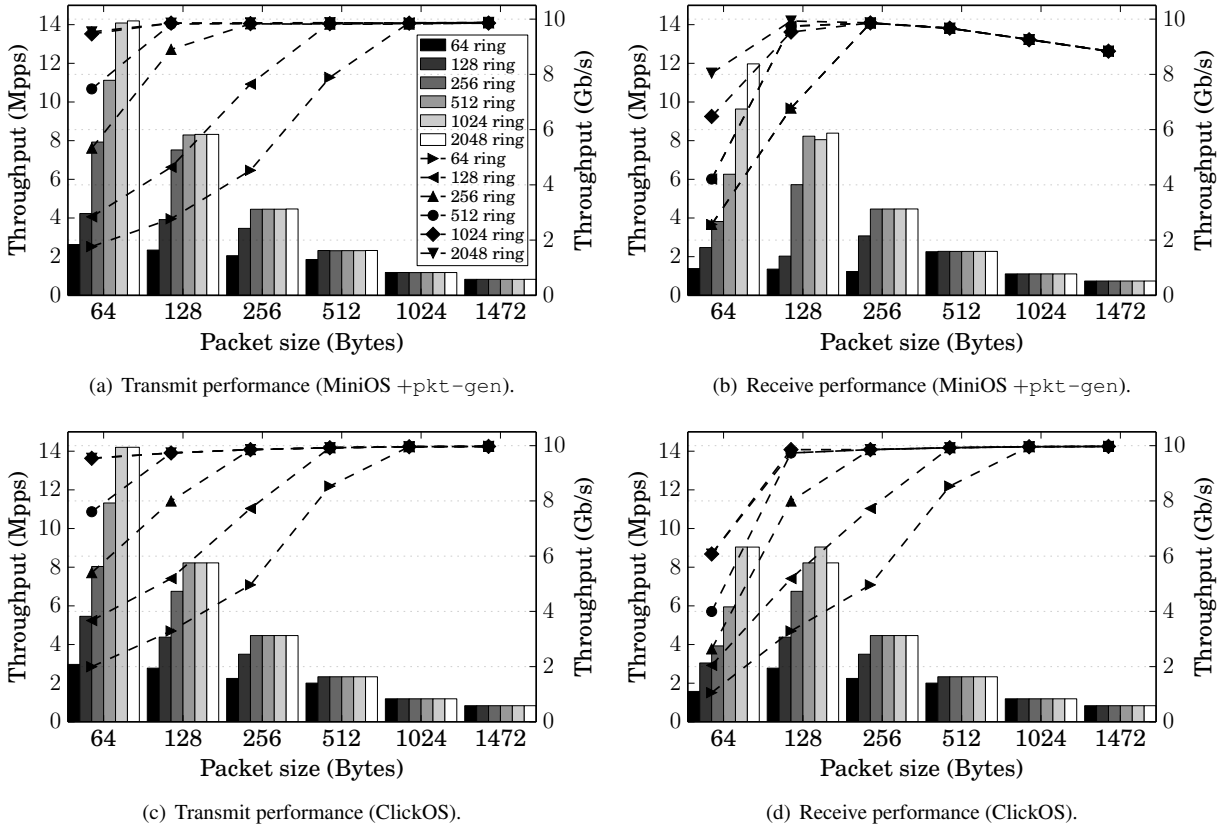 14
12
10
8
6
4
2
0
Throughput (Mpps)
10
8
6
4
2
0
Throughput (Gb/s)
64 128 256 512 1024 1472
Packet size (Bytes)
64 ring
128 ring
256 ring
512 ring
1024 ring
2048 ring
64 ring
128 ring
256 ring
512 ring
1024 ring
2048 ring
(a) Transmit performance (MiniOS +pkt-gen).
14
12
10
8
6
4
2
0
Throughput (Mpps)
10
8
6
4
2
0
Throughput (Gb/s)
64 128 256 512 1024 1472
Packet size (Bytes)
(b) Receive performance (MiniOS +pkt-gen).
14
12
10
8
6
4
2
0
Throughput (Mpps)
10
8
6
4
2
0
Throughput (Gb/s)
64 128 256 512 1024 1472
Packet size (Bytes)
(c) Transmit performance (ClickOS).
14
12
10
8
6
4
2
0
Throughput (Mpps)
10
8
6
4
2
0
Throughput (Gb/s)
64 128 256 512 1024 1472
Packet size (Bytes)
(d) Receive performance (ClickOS).